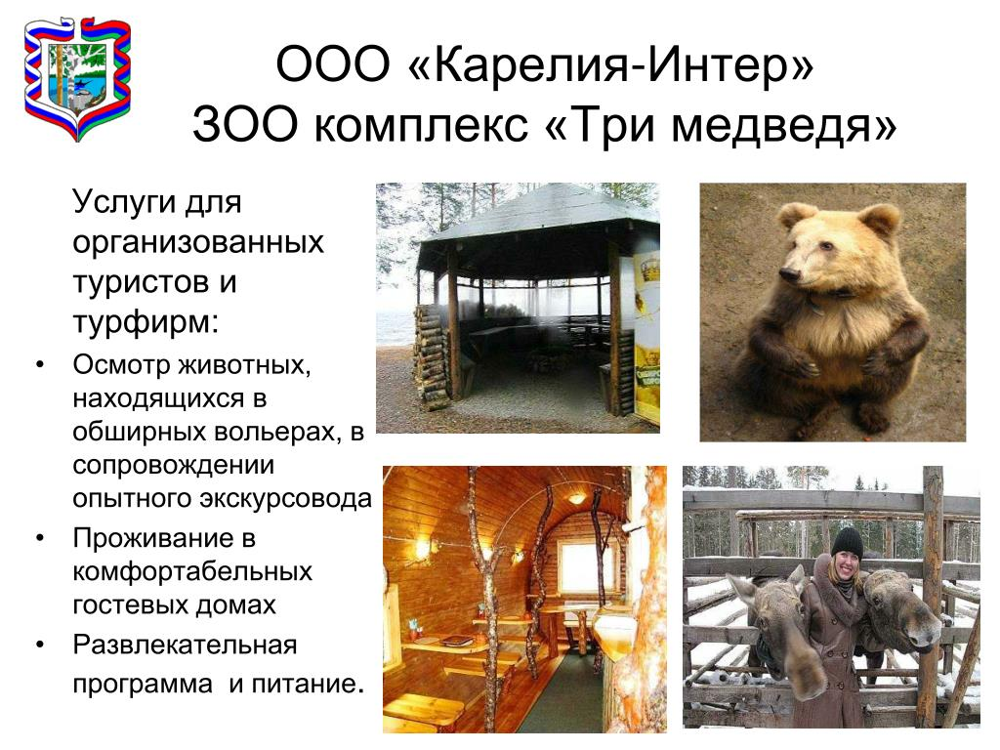 ООО «Карелия-Интер»
ЗОО комплекс «Три медведя»
Услуги для
организованных
туристов и
турфирм:
• Осмотр животных,
находящихся в
обширных вольерах, в
сопровождении
опытного экскурсовода
• Проживание в
комфортабельных
гостевых домах
• Развлекательная
программа и питание.